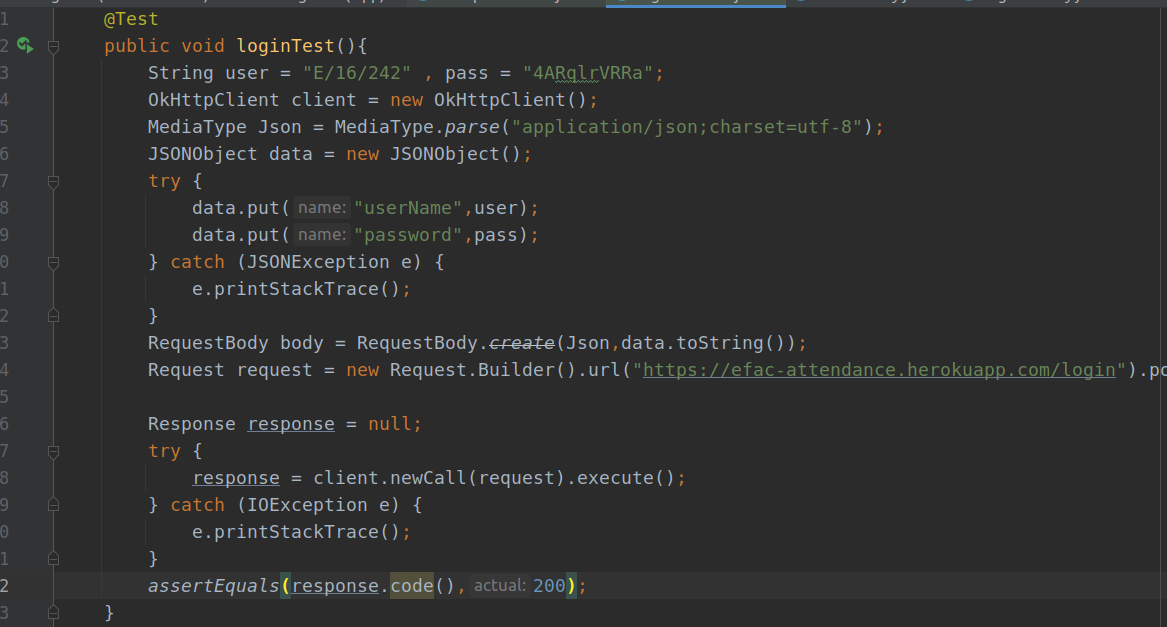 1 @Test
2 public void loginTest(){
3 String user = "E/16/242" , pass = "4ARqlrVRRa";
4 OkHttpClient client = new OkHttpClient();
5 MediaType Json = MediaType.parse("application/json;charset=utf-8");
6 JSONObject data = new JSONObject();
7 try {
8 data.put( name: "userName",user);
9 data.put( name: "password",pass);
0 } catch (JSONException e) {
1 e.printStackTrace();
2 }
3 RequestBody body = RequestBody.create(Json,data.toString());
4 Request request = new Request.Builder().url("https://efac-attendance.herokuapp.com/login").po
5
6 Response response = null;
7 try {
8 response = client.newCall(request).execute();
9 } catch (IOException e) {
0 e.printStackTrace();
1 }
2 assertEquals(response.code(), actual: 200);
3 }